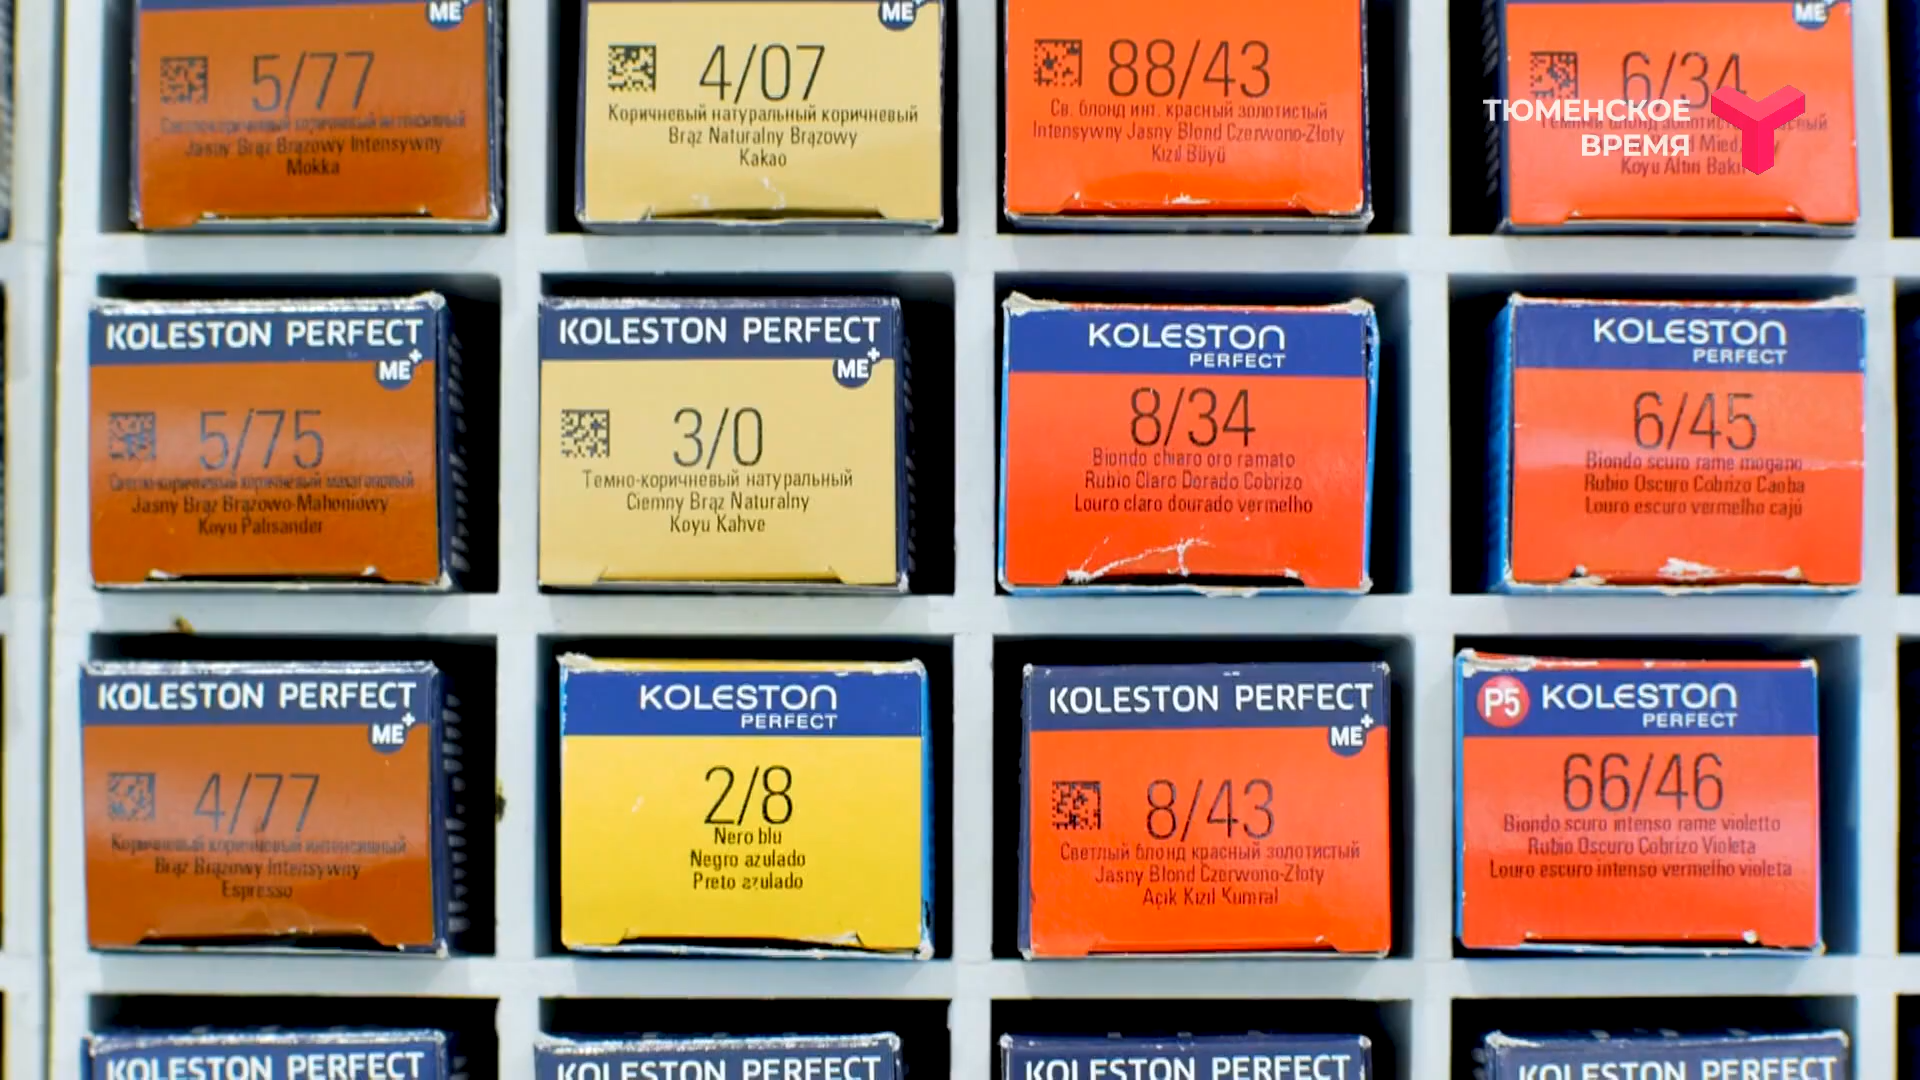 ME+
5/77
Светло-коричневый коричневый интенсивный
Jasny Brąz Brązowy Intensywny
Mokka
ME+
4/07
Коричневый натуральный коричневый
Brąz Naturalny Brązowy
Kakao
88/43
Св. блонд инт. красный золотистый
Intensywny Jasny Blond Czerwono-Złoty
Kızıl Büyü
ME+
6/34
Koyu Altın Bakır
ТЮМЕНСКОЕ
ВРЕМЯ
KOLESTON PERFECT
ME+
5/75
Светло-коричневый коричневый махагоновый
Jasny Brąz Brązowo-Mahoniowy
Koyu Palisander
KOLESTON PERFECT
ME+
3/0
Темно-коричневый натуральный
Ciemny Brąz Naturalny
Koyu Kahve
KOLESTON
PERFECT
8/34
Biondo chiaro oro ramato
Rubio Claro Dorado Cobrizo
Louro claro dourado vermelho
KOLESTON
PERFECT
6/45
Biondo scuro rame mogano
Rubio Oscuro Cobrizo Caoba
Louro escuro vermelho cajú
KOLESTON PERFECT
ME+
4/77
Коричневый коричневый интенсивный
Brąz Brązowy Intensywny
Espresso
KOLESTON
PERFECT
2/8
Nero blu
Negro azulado
Preto azulado
KOLESTON PERFECT
ME+
8/43
Светлый блонд красный золотистый
Jasny Blond Czerwono-Złoty
Açık Kızıl Kumral
P5 KOLESTON
PERFECT
66/46
Biondo scuro intenso rame violetto
Rubio Oscuro Cobrizo Violeta
Louro escuro intenso vermelho violeta
KOLESTON PERFECT
KOLESTON PERFECT
KOLESTON PERFECT
KOLESTON PERFECT